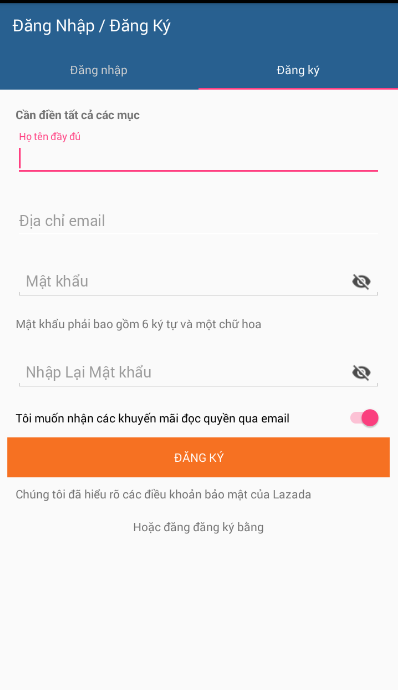 Đăng Nhập / Đăng Ký
Đăng nhập
Đăng ký
Cần điền tất cả các mục
Họ tên đầy đủ
Địa chỉ email
Mật khẩu
Mật khẩu phải bao gồm 6 ký tự và một chữ hoa
Nhập Lại Mật khẩu
Tôi muốn nhận các khuyến mãi đọc quyền qua email
ĐĂNG KÝ
Chúng tôi đã hiểu rõ các điều khoản bảo mật của Lazada
Hoặc đăng đăng ký bằng